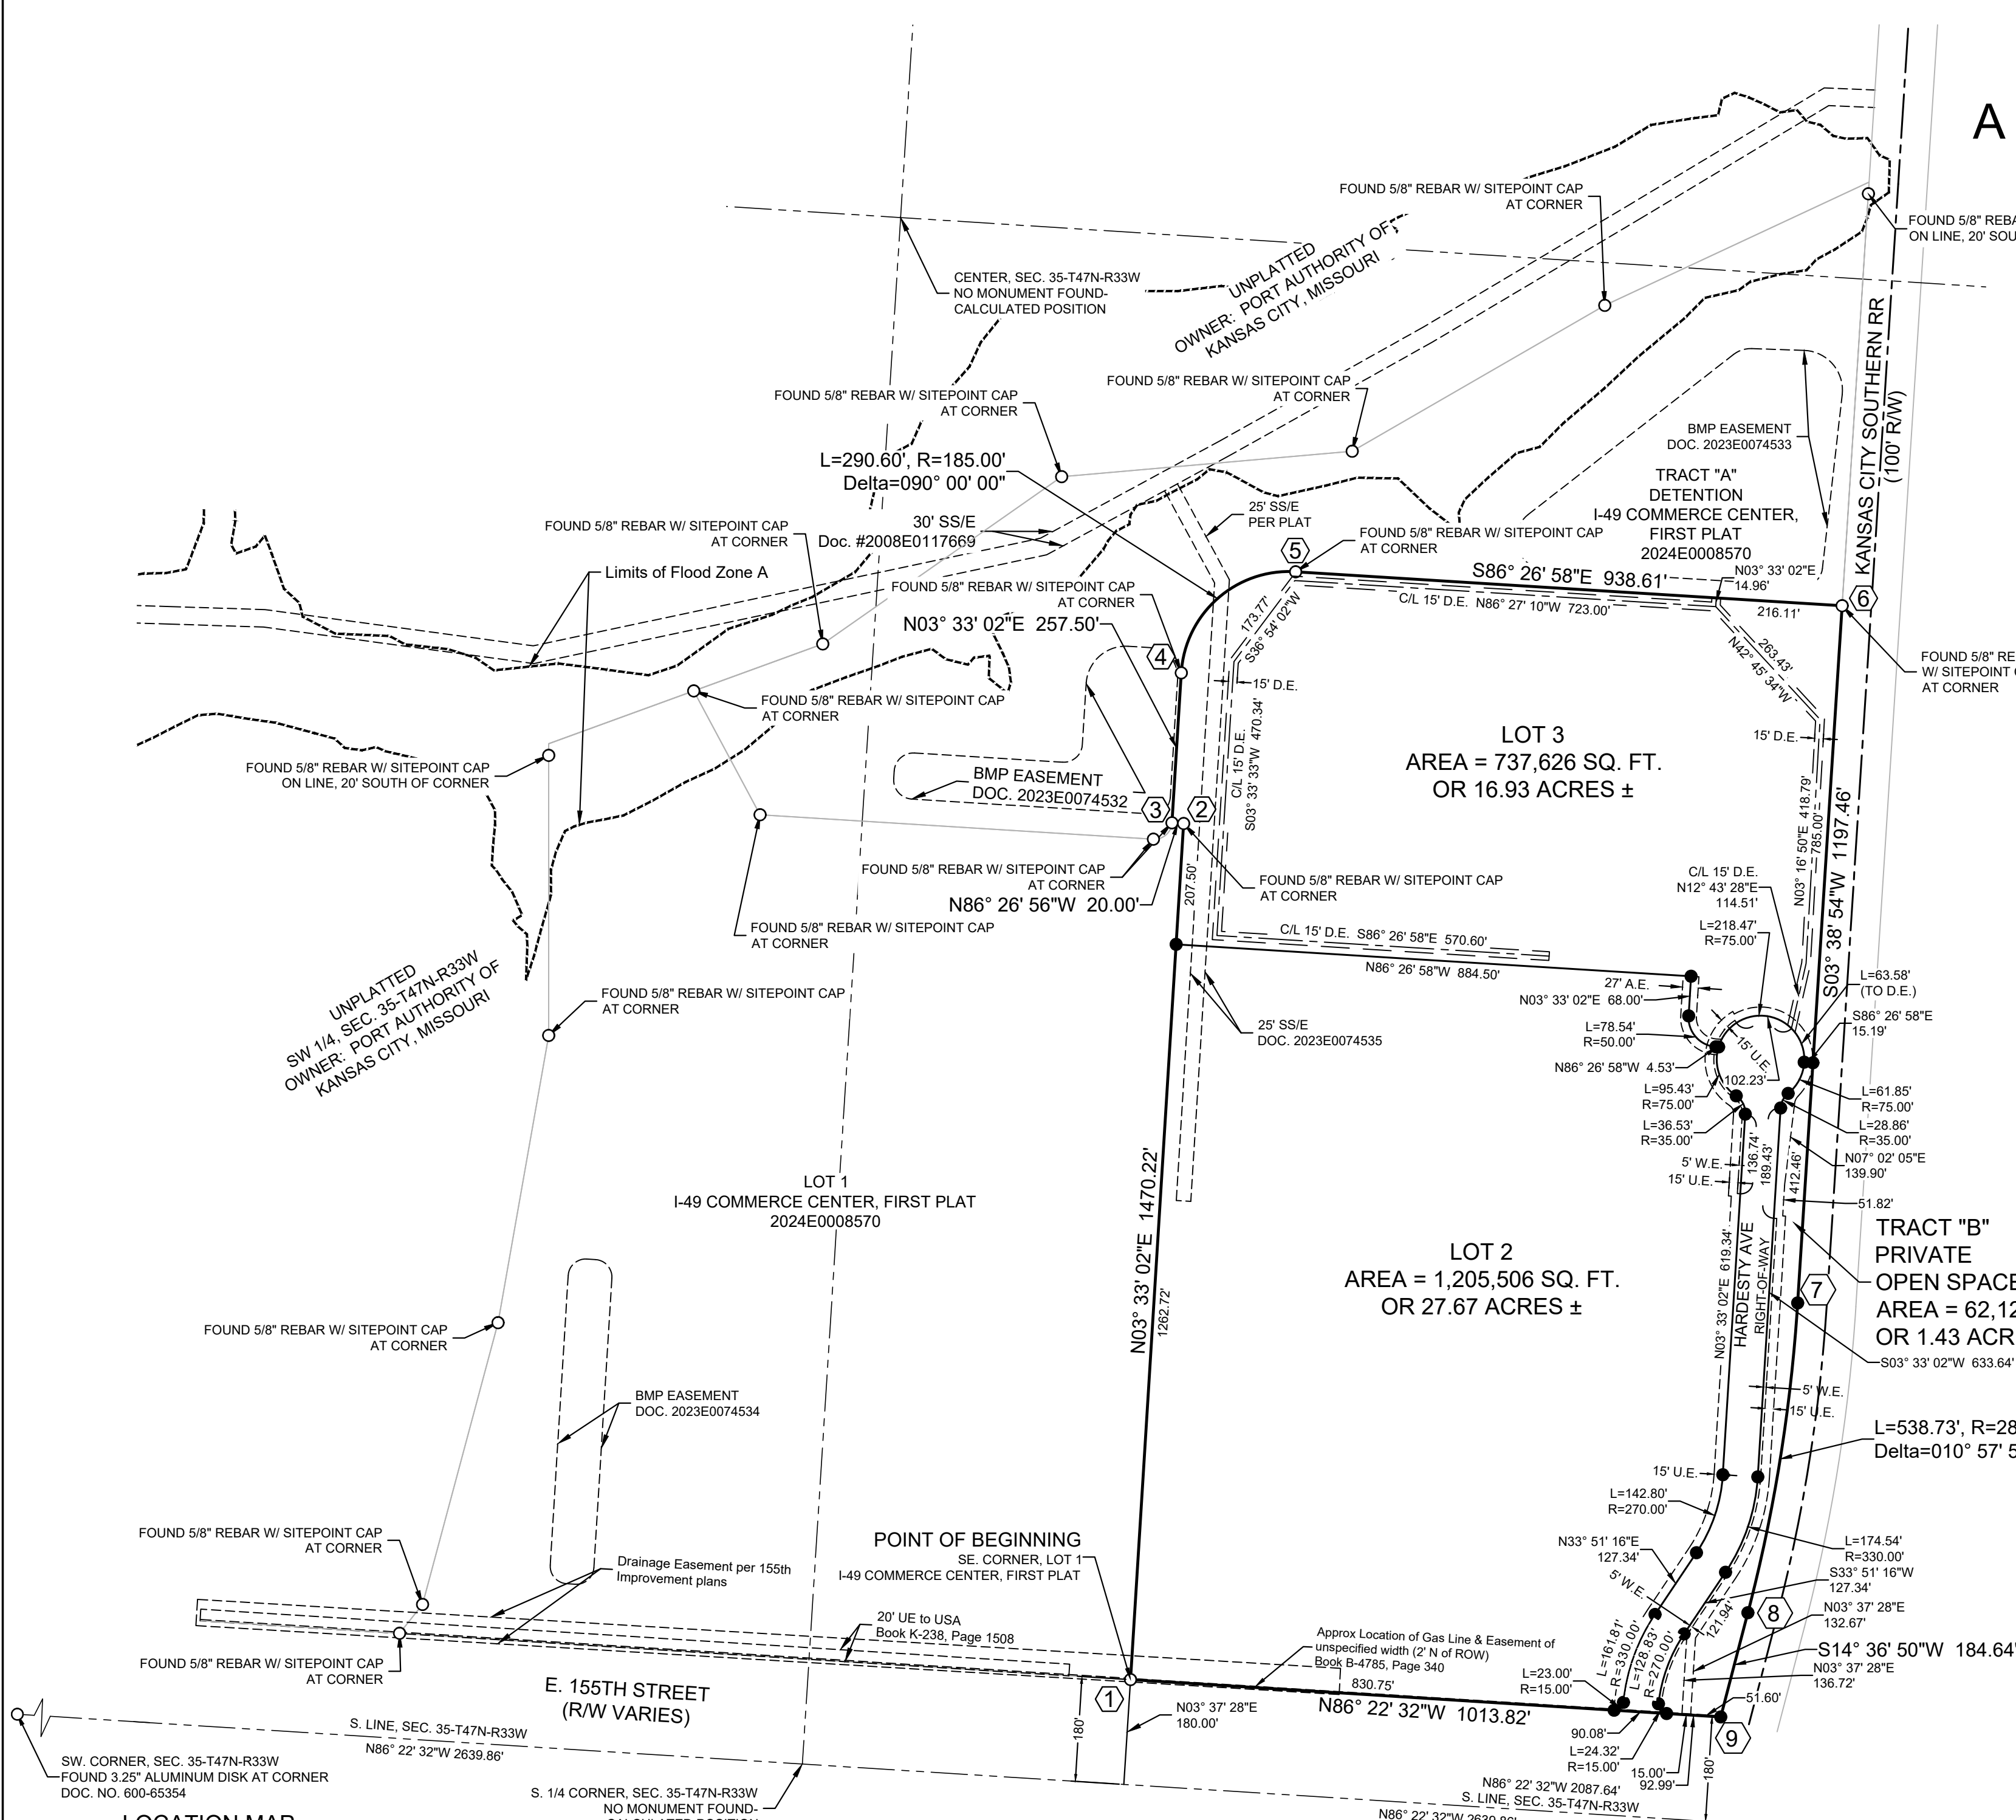 A
FOUND 5/8" REBAR W/ SITEPOINT CAP
AT CORNER
FOUND 5/8"
ON LINE, 20'
CENTER, SEC. 35-T47N-R33W
NO MONUMENT FOUND-
CALCULATED POSITION
UNPLATTED
OWNER: PORT AUTHORITY OF
KANSAS CITY, MISSOURI
KANSAS CITY SOUTHERN RR
(100' R/W)
FOUND 5/8" REBAR W/ SITEPOINT CAP
AT CORNER
FOUND 5/8" REBAR W/ SITEPOINT CAP
AT CORNER
BMP EASEMENT
DOC. 2023E0074533
L=290.60', R=185.00'
Delta=090° 00' 00"
TRACT "A"
DETENTION
I-49 COMMERCE CENTER,
FIRST PLAT
2024E0008570
25' SS/E
PER PLAT
FOUND 5/8" REBAR W/ SITEPOINT CAP
AT CORNER
30' SS/E
Doc. #2008E0117669
FOUND 5/8" REBAR W/ SITEPOINT CAP
AT CORNER
5
Limits of Flood Zone A
S86° 26' 58"E 938.61'
N03° 33' 02"E
14.96'
FOUND 5/8" REBAR W/ SITEPOINT CAP
AT CORNER
C/L 15' D.E. N86° 27' 10"W 723.00'
216.11'
6
N03° 33' 02"E 257.50'
173.77'
S36° 54' 02"W
263.43'
N42° 45' 34"W
4
FOUND 5/8"
W/ SITEPOINT
AT CORNER
15' D.E.
FOUND 5/8" REBAR W/ SITEPOINT CAP
AT CORNER
C/L 15' D.E.
S03° 33' 33"W 470.34'
LOT 3
AREA = 737,626 SQ. FT.
OR 16.93 ACRES ±
15' D.E.
FOUND 5/8" REBAR W/ SITEPOINT CAP
ON LINE, 20' SOUTH OF CORNER
BMP EASEMENT
DOC. 2023E0074532
3
2
N03° 16' 50"E 418.79'
785.00'
S03° 38' 54"W 1197.46'
FOUND 5/8" REBAR W/ SITEPOINT CAP
AT CORNER
N86° 26' 56"W 20.00'
207.50'
FOUND 5/8" REBAR W/ SITEPOINT CAP
AT CORNER
C/L 15' D.E.
N12° 43' 28"E
114.51'
FOUND 5/8" REBAR W/ SITEPOINT CAP
AT CORNER
C/L 15' D.E. S86° 26' 58"E 570.60'
N86° 26' 58"W 884.50'
L=218.47'
R=75.00'
27' A.E.
N03° 33' 02"E 68.00'
L=63.58'
(TO D.E.)
UNPLATTED
SW 1/4, SEC. 35-T47N-R33W
OWNER: PORT AUTHORITY OF
KANSAS CITY, MISSOURI
FOUND 5/8" REBAR W/ SITEPOINT CAP
AT CORNER
25' SS/E
DOC. 2023E0074535
L=78.54'
R=50.00'
15' U.E.
S86° 26' 58"E
15.19'
N86° 26' 58"W 4.53'
102.23'
L=95.43'
R=75.00'
L=61.85'
R=75.00'
L=36.53'
R=35.00'
L=28.86'
R=35.00'
5' W.E.
15' U.E.
136.74'
189.43'
412.46'
N07° 02' 05"E
139.90'
51.82'
LOT 1
I-49 COMMERCE CENTER, FIRST PLAT
2024E0008570
N03° 33' 02"E 1470.22'
1262.72'
LOT 2
AREA = 1,205,506 SQ. FT.
OR 27.67 ACRES ±
N03° 33' 02"E 619.34'
HARDESTY AVE
RIGHT-OF-WAY
TRACT "B"
PRIVATE
OPEN SPACE
AREA =
OR 1.43
7
S03° 33' 02"W 633.64'
FOUND 5/8" REBAR W/ SITEPOINT CAP
AT CORNER
5' W.E.
15' U.E.
BMP EASEMENT
DOC. 2023E0074534
L=538.73',
Delta=010° 57'
15' U.E.
L=142.80'
R=270.00'
FOUND 5/8" REBAR W/ SITEPOINT CAP
AT CORNER
POINT OF BEGINNING
SE. CORNER, LOT 1
I-49 COMMERCE CENTER, FIRST PLAT
N33° 51' 16"E
127.34'
L=174.54'
R=330.00'
Drainage Easement per 155th
Improvement plans
5' W.E.
S33° 51' 16"W
127.34'
20' UE to USA
Book K-238, Page 1508
L=161.81'
R=330.00'
L=128.83'
R=270.00'
121.94'
8
N03° 37' 28"E
132.67'
Approx Location of Gas Line & Easement of
unspecified width (2' N of ROW)
Book B-4785, Page 340
S14° 36' 50"W 184.64'
FOUND 5/8" REBAR W/ SITEPOINT CAP
AT CORNER
L=23.00'
R=15.00'
N03° 37' 28"E
136.72'
E. 155TH STREET
(R/W VARIES)
1
830.75'
N86° 22' 32"W 1013.82'
51.60'
N03° 37' 28"E
180.00'
180'
90.08'
9
S. LINE, SEC. 35-T47N-R33W
N86° 22' 32"W 2639.86'
L=24.32'
R=15.00'
15.00'
92.99'
180'
SW. CORNER, SEC. 35-T47N-R33W
FOUND 3.25" ALUMINUM DISK AT CORNER
DOC. NO. 600-65354
S. 1/4 CORNER, SEC. 35-T47N-R33W
NO MONUMENT FOUND-
CALCULATED POSITION
N86° 22' 32"W 2087.64'
S. LINE, SEC. 35-T47N-R33W
N86° 22' 32"W 2639.86'
LOCATION MAP